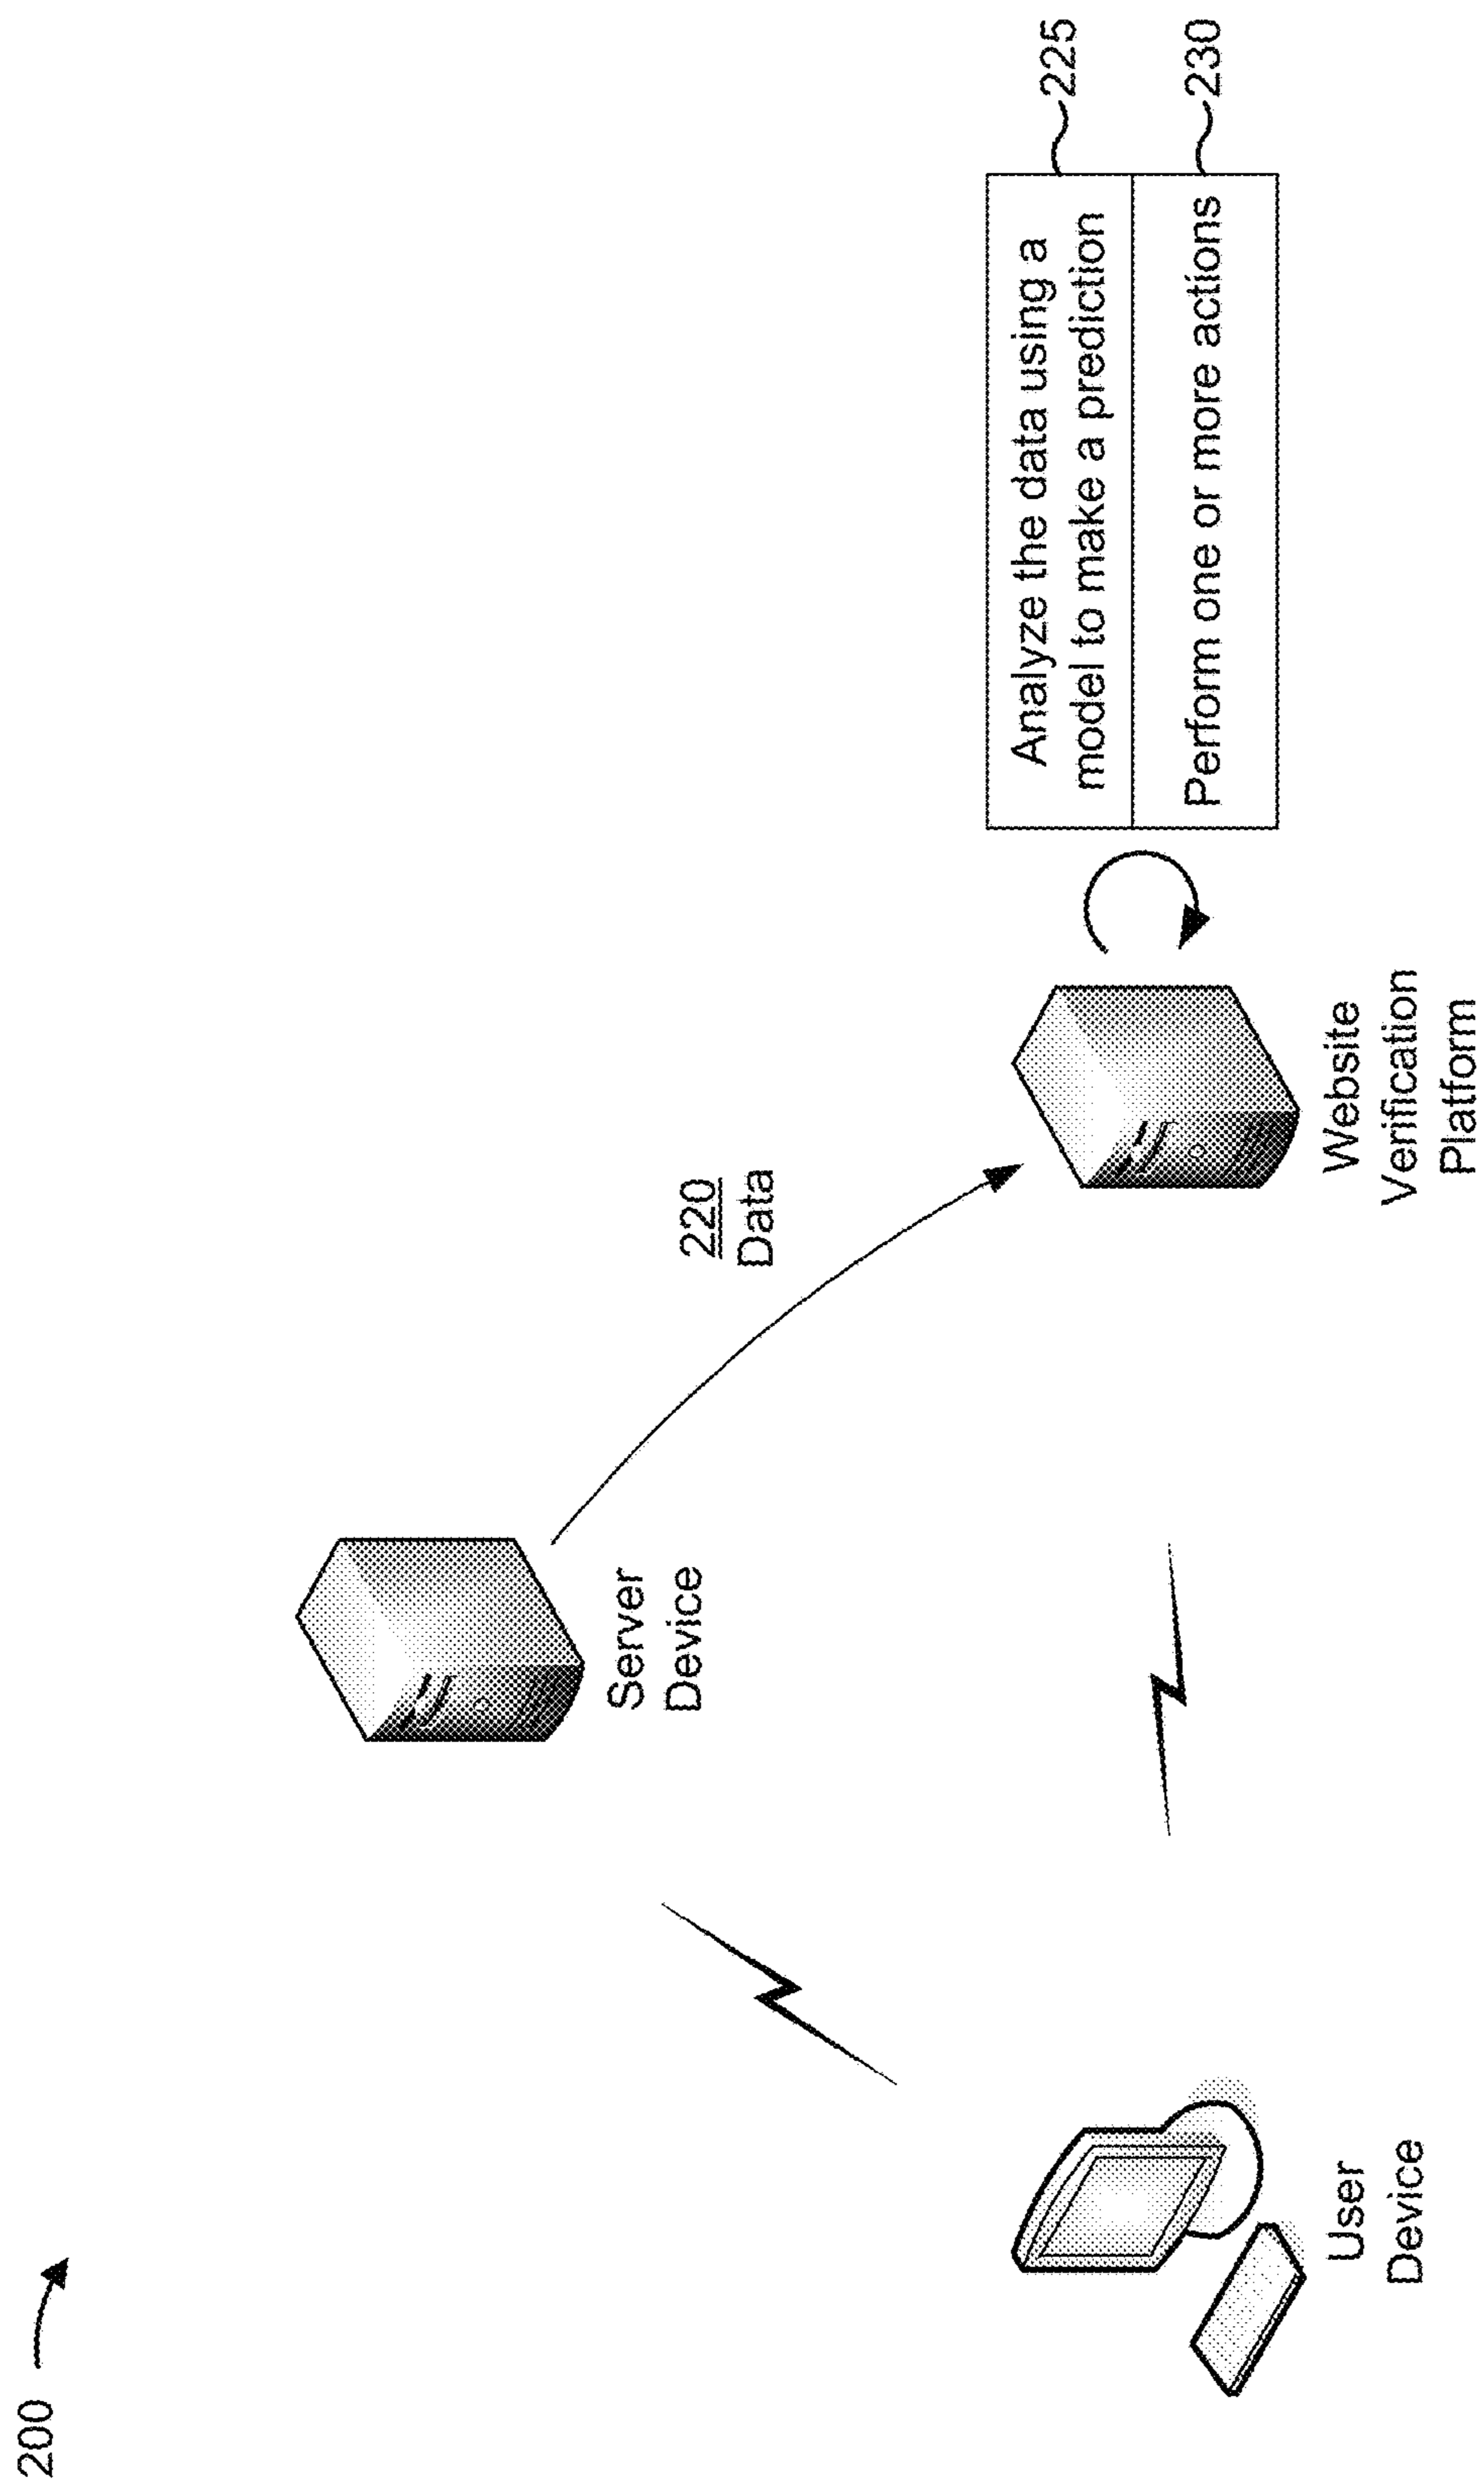 200
Server
Device
220
Data
User
Device
Website
Verification
Platform
Analyze the data using a
model to make a prediction
225
Perform one or more actions
230